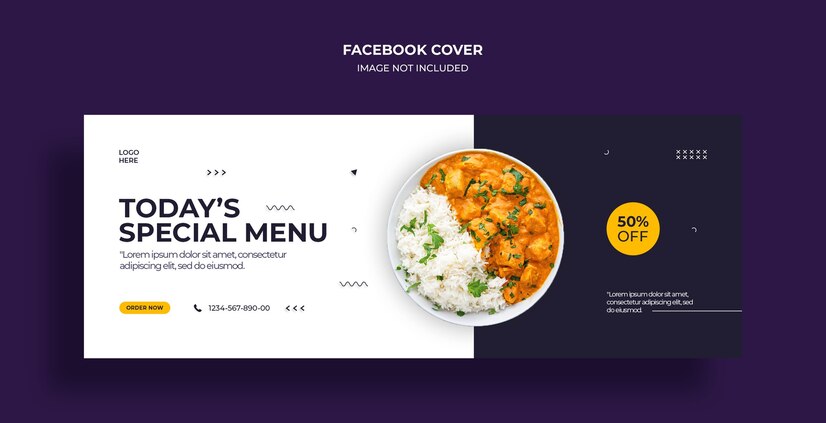 FACEBOOK COVER
IMAGE NOT INCLUDED
LOGO
HERE
TODAY’S
SPECIAL MENU
"Lorem ipsum dolor sit amet, consectetur
adipiscing elit, sed do eiusmod.
ORDER NOW
1234-567-890-00
50%
OFF
"Lorem ipsum dolor sit amet,
consectetur adipiscing elit, sed
do eiusmod.